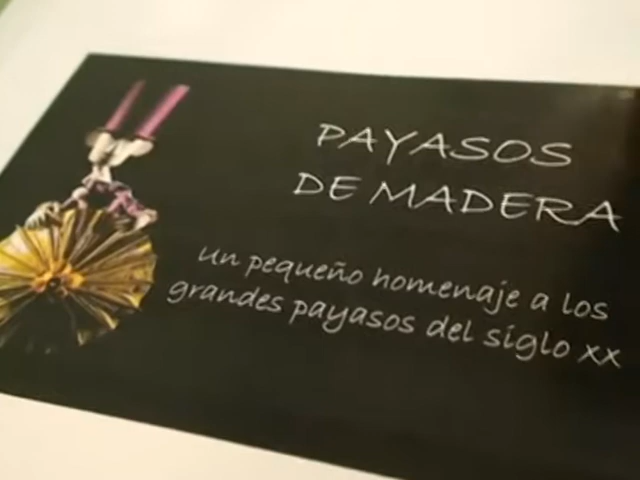 PAYASOS
DE MADERA
un pequeño homenaje a los
grandes payasos del siglo xx